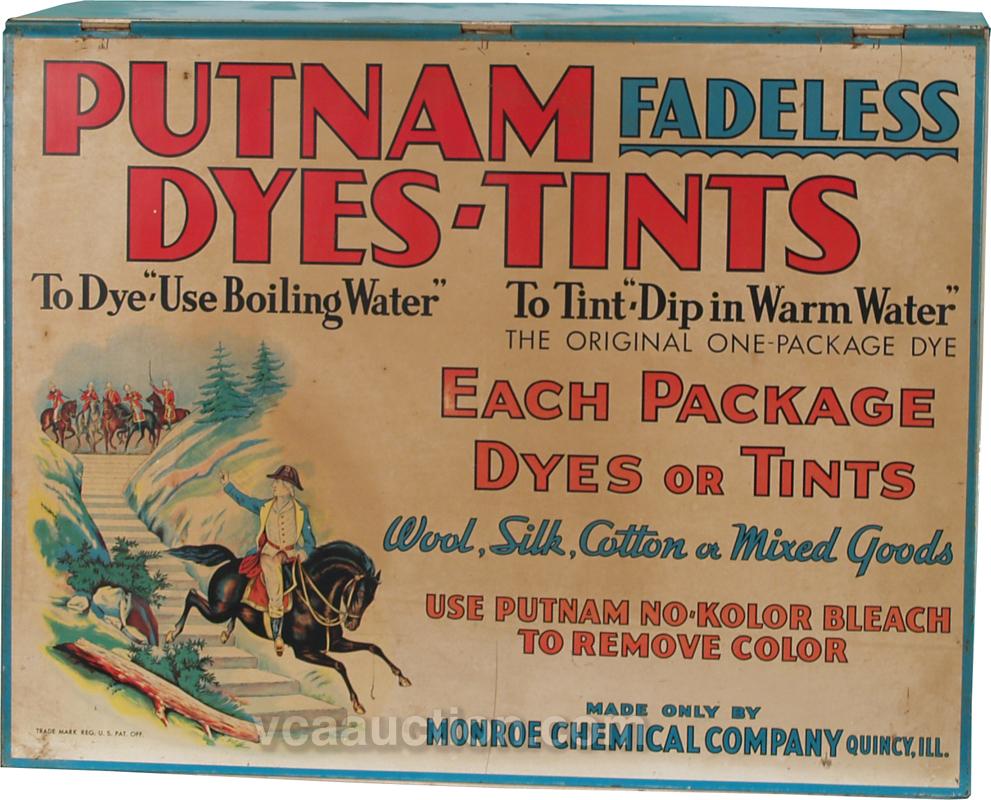 PUTNAM FADELESS
DYES-TINTS
To Dye-"Use Boiling Water" To Tint-"Dip in Warm Water"
THE ORIGINAL ONE-PACKAGE DYE
EACH PACKAGE
DYES OR TINTS
Wool, Silk, Cotton or Mixed Goods
USE PUTNAM NO-KOLOR BLEACH
TO REMOVE COLOR
MADE ONLY BY
MONROE CHEMICAL COMPANY QUINCY, ILL.
TRADE MARK REG. U. S. PAT. OFF.
vcaauction.com